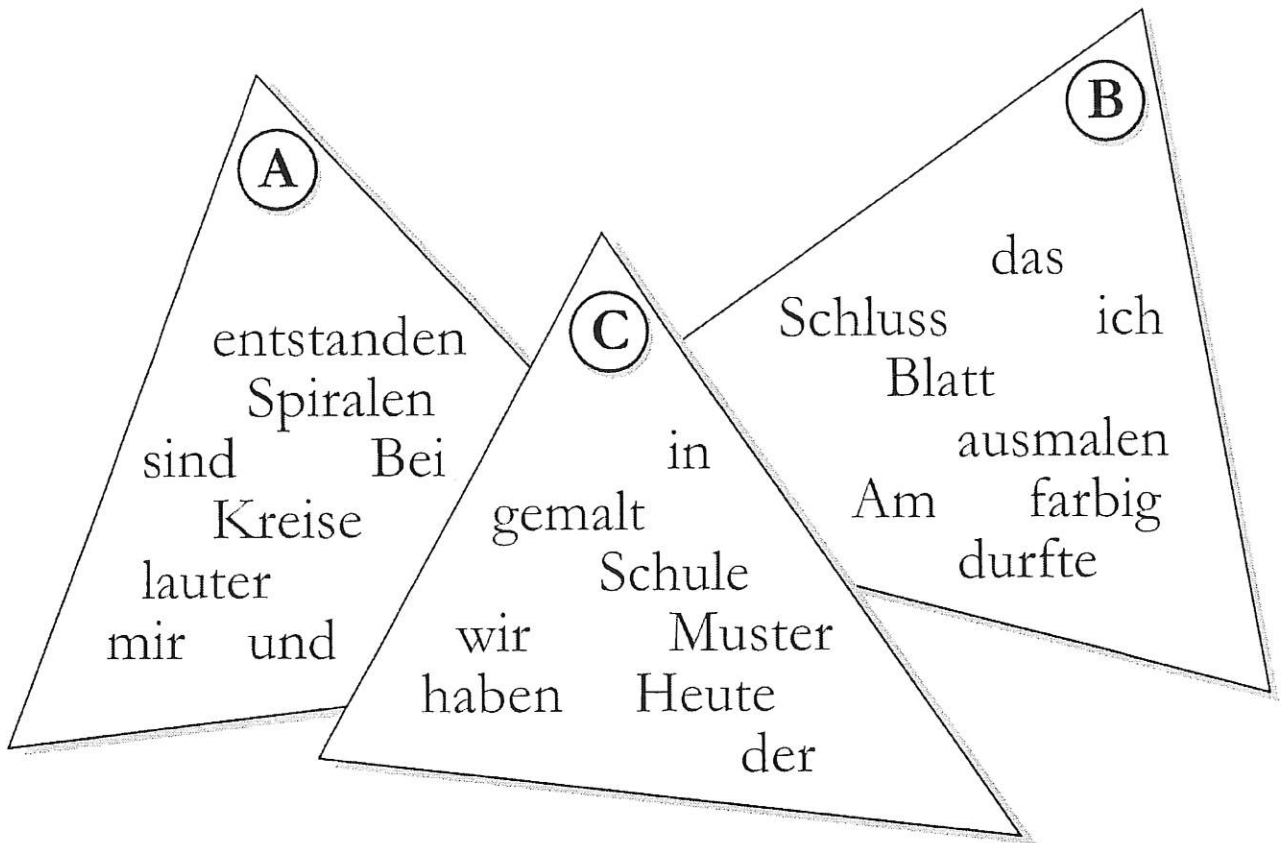 A
entstanden
Spiralen
sind Bei
Kreise
lauter
mir und
C
in
gemalt
Schule
wir Muster
haben Heute
der
B
das
Schluss ich
Blatt
ausmalen
Am farbig
durfte